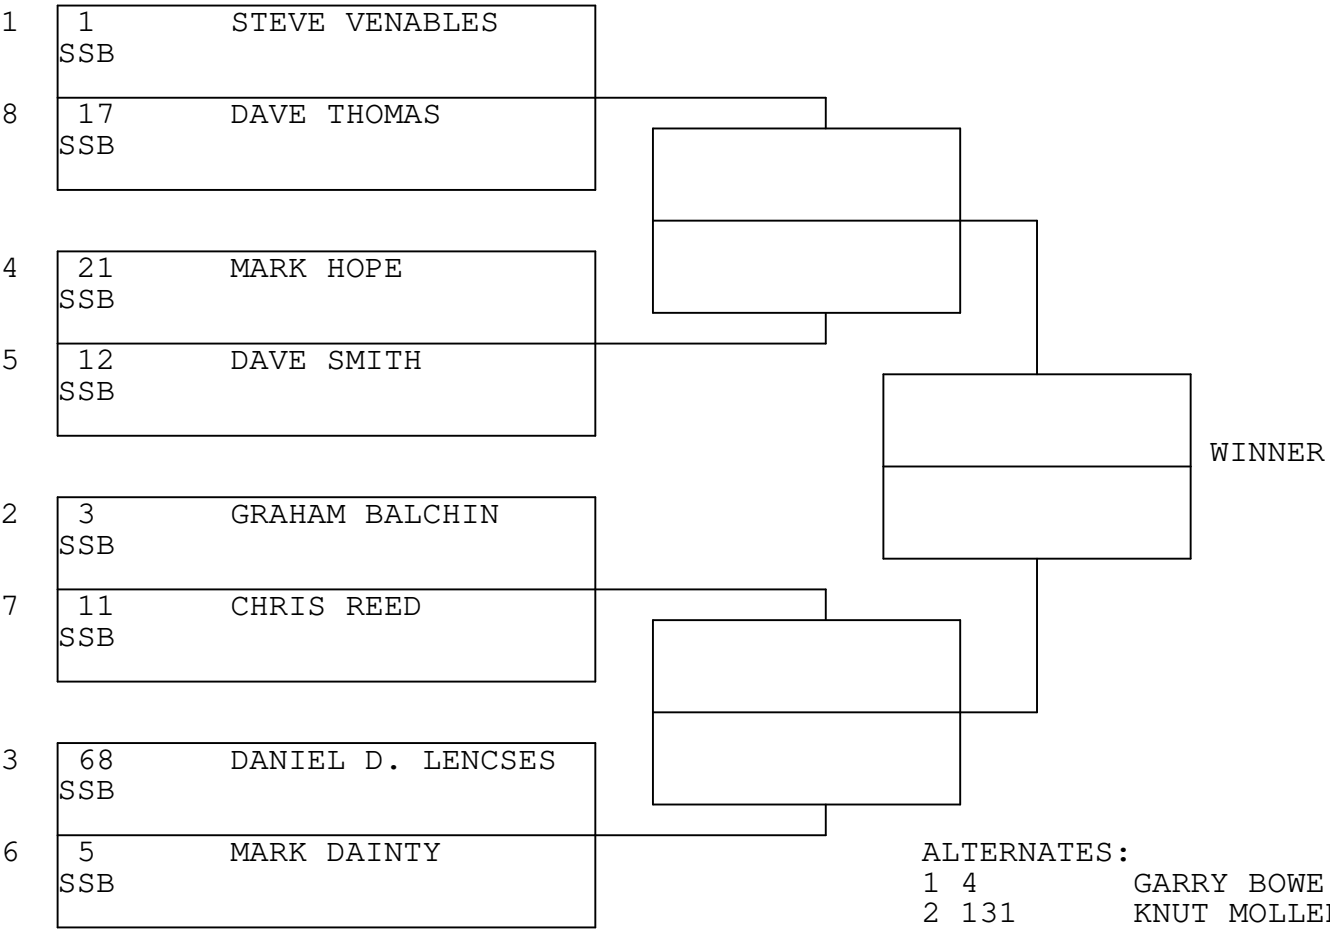 1 1 STEVE VENABLES
SSB
8 17 DAVE THOMAS
SSB
4 21 MARK HOPE
SSB
5 12 DAVE SMITH
SSB
WINNER
2 3 GRAHAM BALCHIN
SSB
7 11 CHRIS REED
SSB
3 68 DANIEL D. LENCSES
SSB
6 5 MARK DAINTY
SSB
ALTERNATES:
1 4 GARRY BOWE
2 131 KNUT